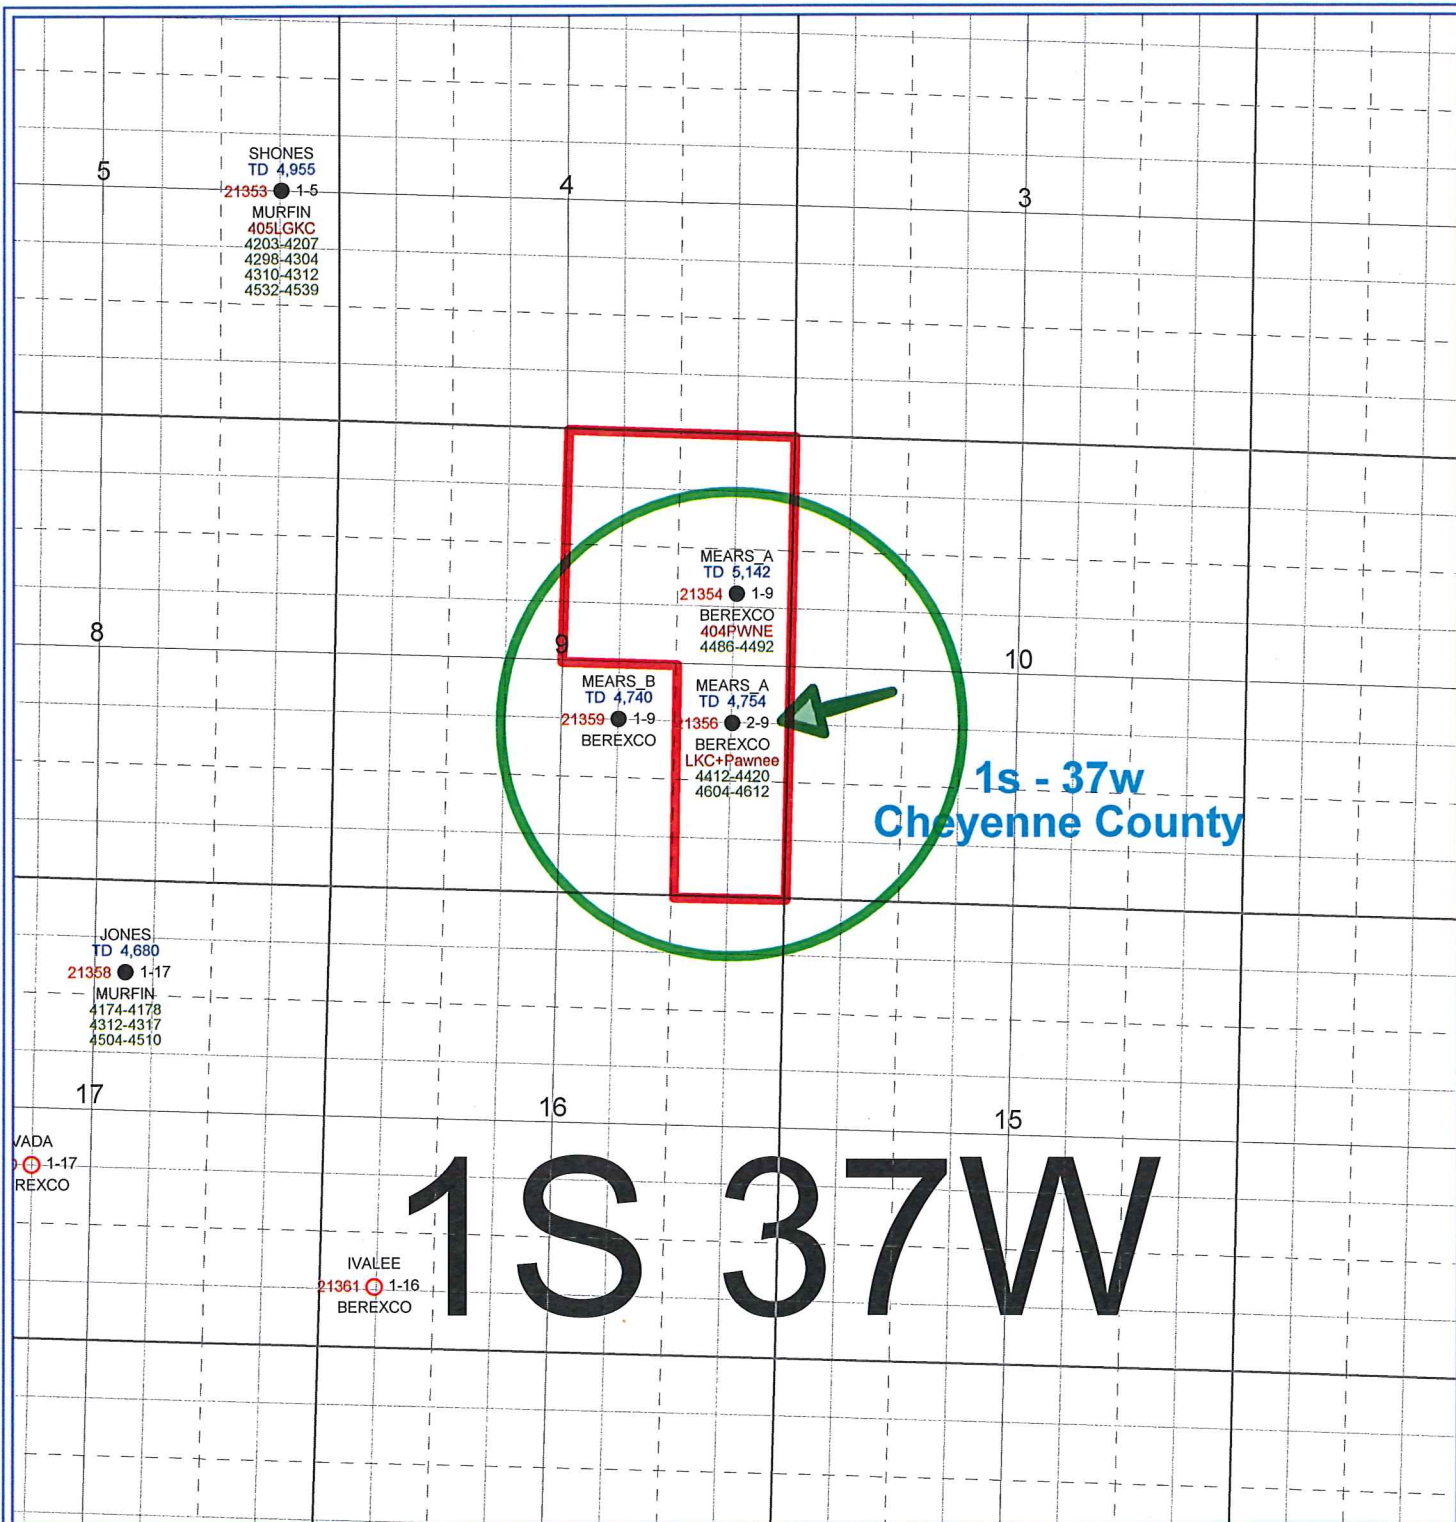 5
SHONES
TD 4,955
21353 1-5
MURFIN
405LGKC
4203-4207
4298-4304
4310-4312
4532-4539
4
3
MEARS_A
TD 5,142
21354 1-9
BEREXCO
404PWNE
4486-4492
8
9
10
MEARS_B
TD 4,740
21359 1-9
BEREXCO
MEARS_A
TD 4,754
21356 2-9
BEREXCO
LKC+Pawnee
4412-4420
4604-4612
1s - 37w
Cheyenne County
JONES
TD 4,680
21358 1-17
MURFIN
4174-4178
4312-4317
4504-4510
17
16
15
VADA
1-17
REXCO
1S 37W
IVALEE
21361 1-16
BEREXCO